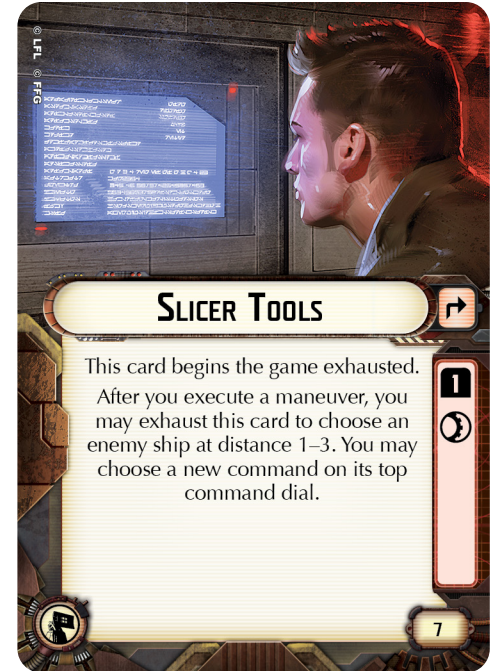 © LFL © FFG
Slicer Tools
1
This card begins the game exhausted.
After you execute a maneuver, you
may exhaust this card to choose an
enemy ship at distance 1–3. You may
choose a new command on its top
command dial.
7